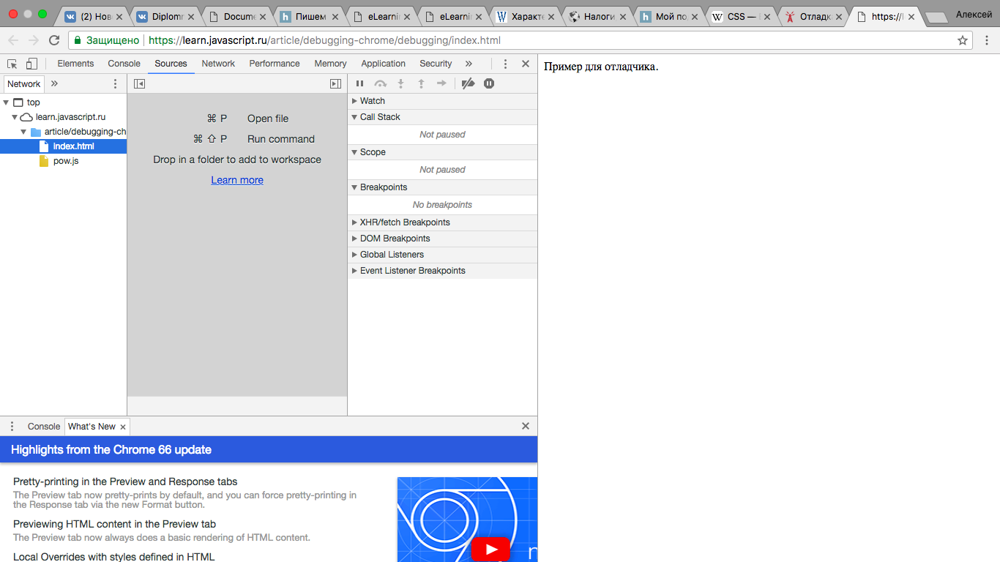 (2) Нов
Diplom
Docume
Пишем
eLearni
eLearni
Характе
Налоги
Мой по
CSS —
Отладк
https://
Алексей
Защищено https://learn.javascript.ru/article/debugging-chrome/debugging/index.html
Elements Console Sources Network Performance Memory Application Security »
Network »
top
learn.javascript.ru
article/debugging-ch
index.html
pow.js
⌘ P Open file
⌘ ⇧ P Run command
Drop in a folder to add to workspace
Learn more
Watch
Call Stack
Not paused
Scope
Not paused
Breakpoints
No breakpoints
XHR/fetch Breakpoints
DOM Breakpoints
Global Listeners
Event Listener Breakpoints
Пример для отладчика.
Console What's New
Highlights from the Chrome 66 update
Pretty-printing in the Preview and Response tabs
The Preview tab now pretty-prints by default, and you can force pretty-printing in
the Response tab via the new Format button.
Previewing HTML content in the Preview tab
The Preview tab now always does a basic rendering of HTML content.
Local Overrides with styles defined in HTML
n